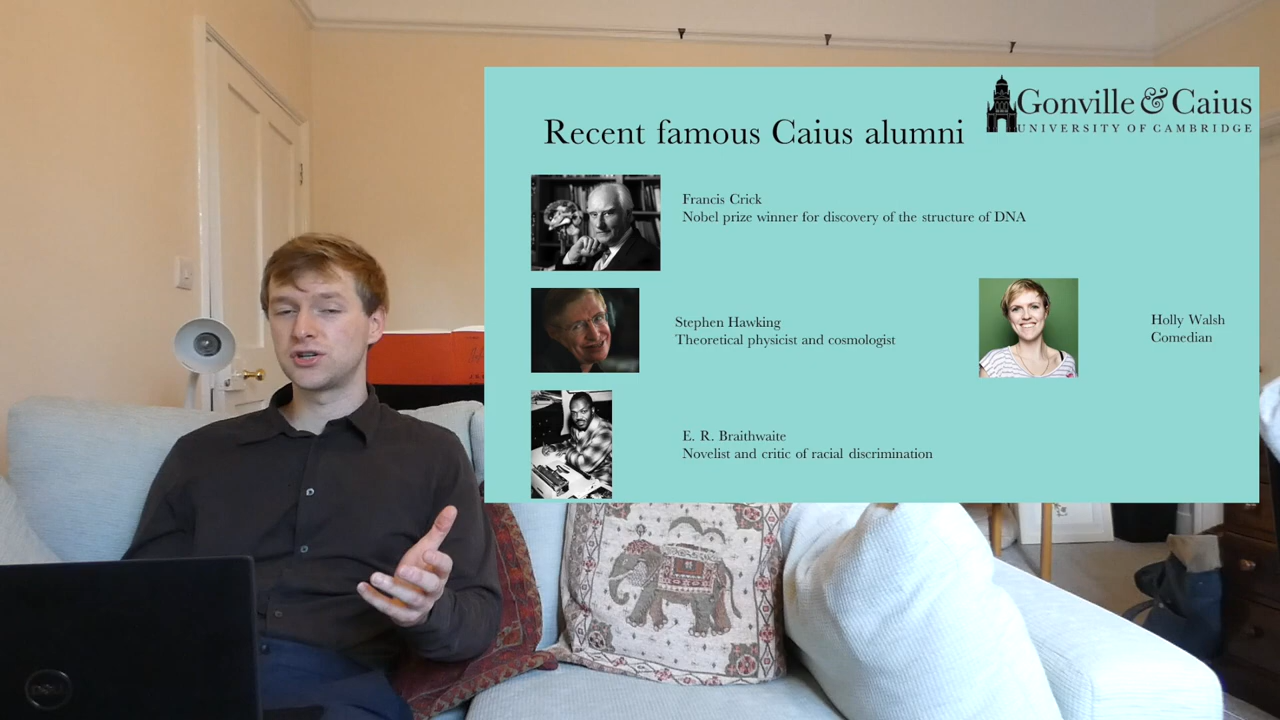 Gonville & Caius
UNIVERSITY OF CAMBRIDGE
Recent famous Caius alumni
Francis Crick
Nobel prize winner for discovery of the structure of DNA
Stephen Hawking
Theoretical physicist and cosmologist
Holly Walsh
Comedian
E. R. Braithwaite
Novelist and critic of racial discrimination
DELL